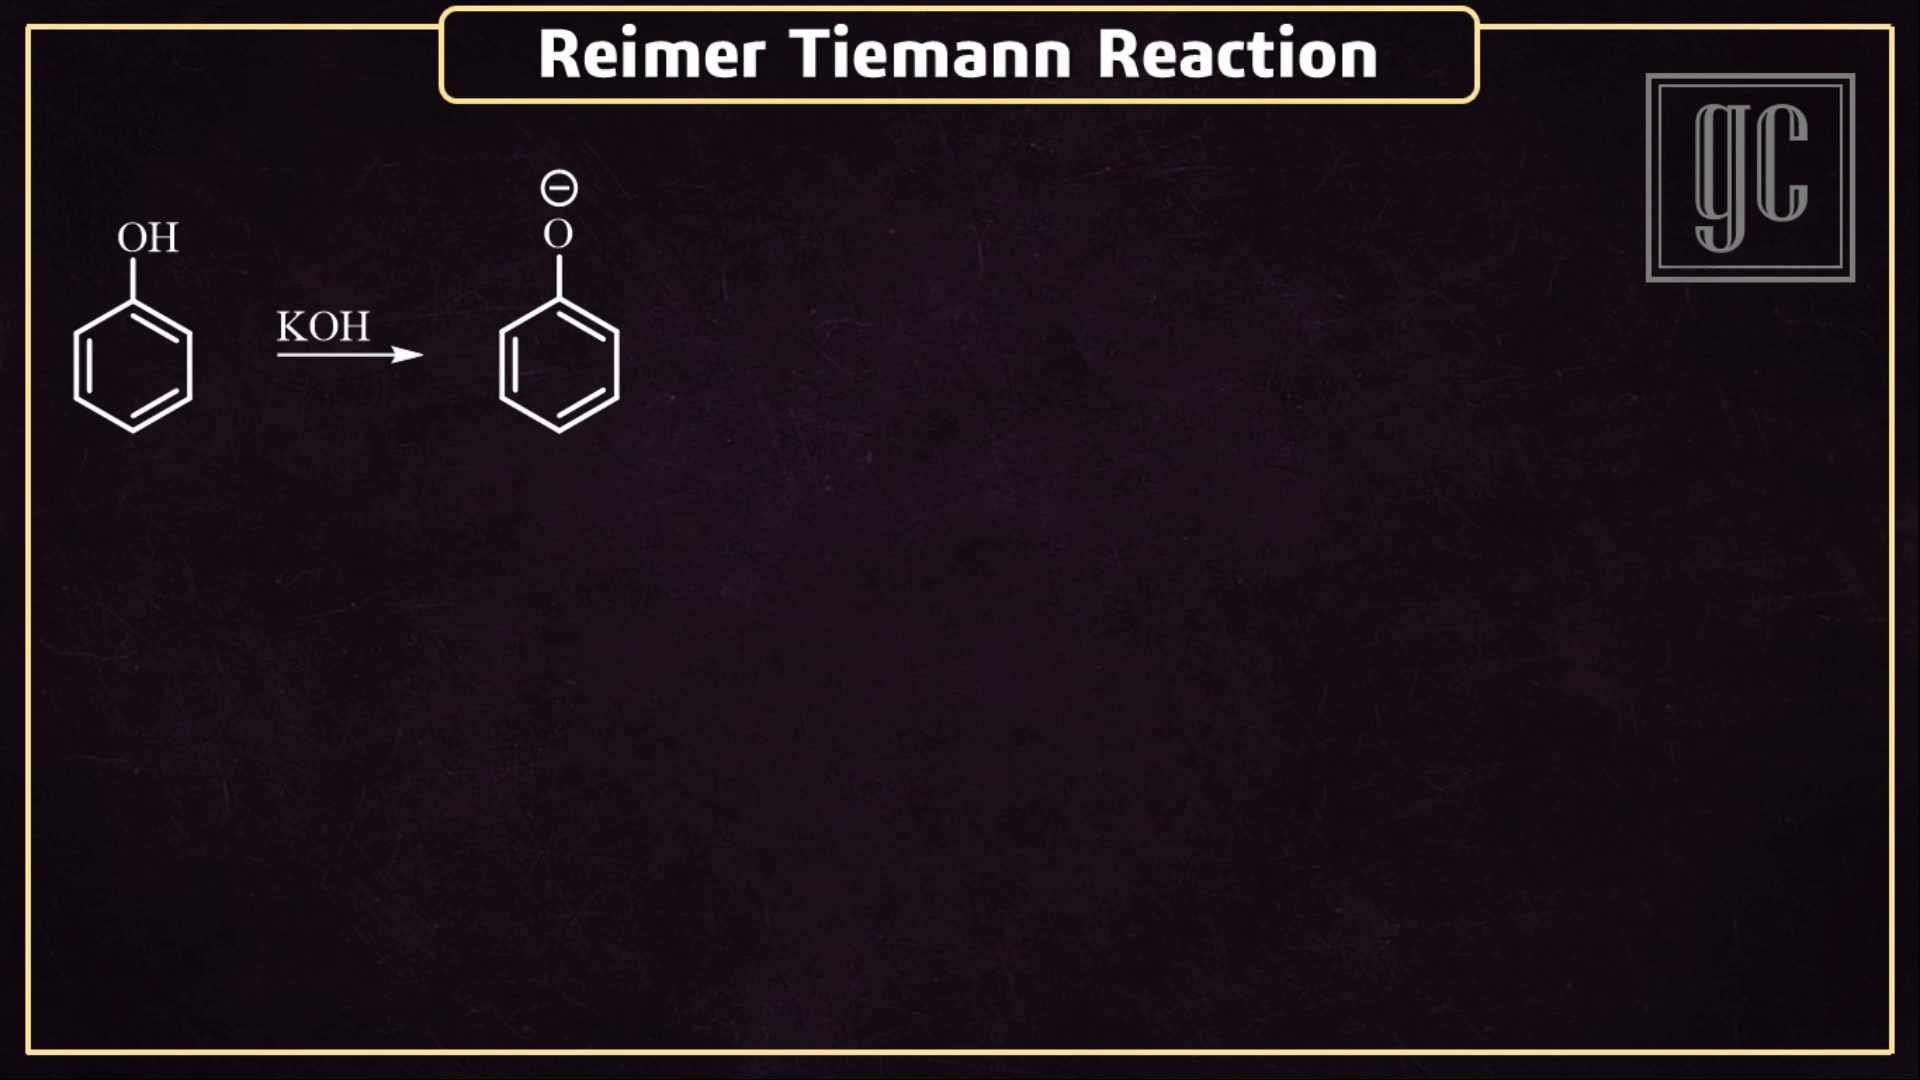 Reimer Tiemann Reaction
gc
⊖
OH
O
KOH